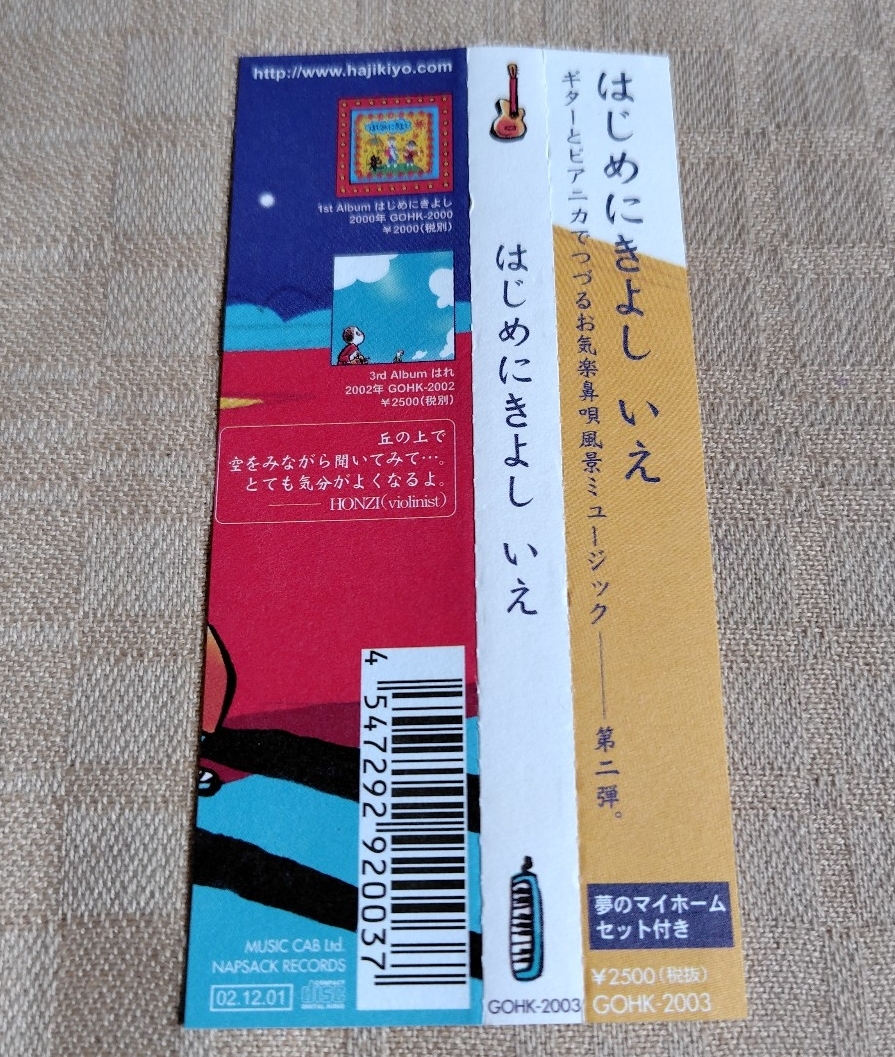 はじめにきよし いえ
ギターとピアニカでつづるお気楽鼻唄風景ミュージック――第二弾。
夢のマイホーム
セット付き
¥2500(税抜)
GOHK-2003
はじめにきよし いえ
GOHK-2003
http://www.hajikiyo.com
1st Album はじめにきよし
2000年 GOHK-2000
¥2000(税別)
3rd Album はれ
2002年 GOHK-2002
¥2500(税別)
丘の上で
空をみながら聞いてみて…。
とても気分がよくなるよ。
―― HONZI(violinist)
4 547292 920037
MUSIC CAB Ltd.
NAPSACK RECORDS
02.12.01
COMPACT
disc
DIGITAL AUDIO